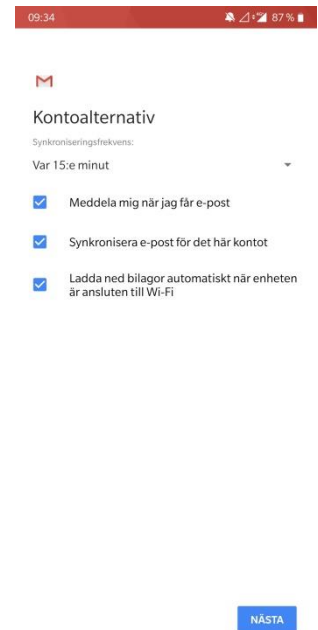 09:34 87 %
Kontoalternativ
Synkroniseringsfrekvens:
Var 15:e minut
Meddela mig när jag får e-post
Synkronisera e-post för det här kontot
Ladda ned bilagor automatiskt när enheten
är ansluten till Wi-Fi
NÄSTA